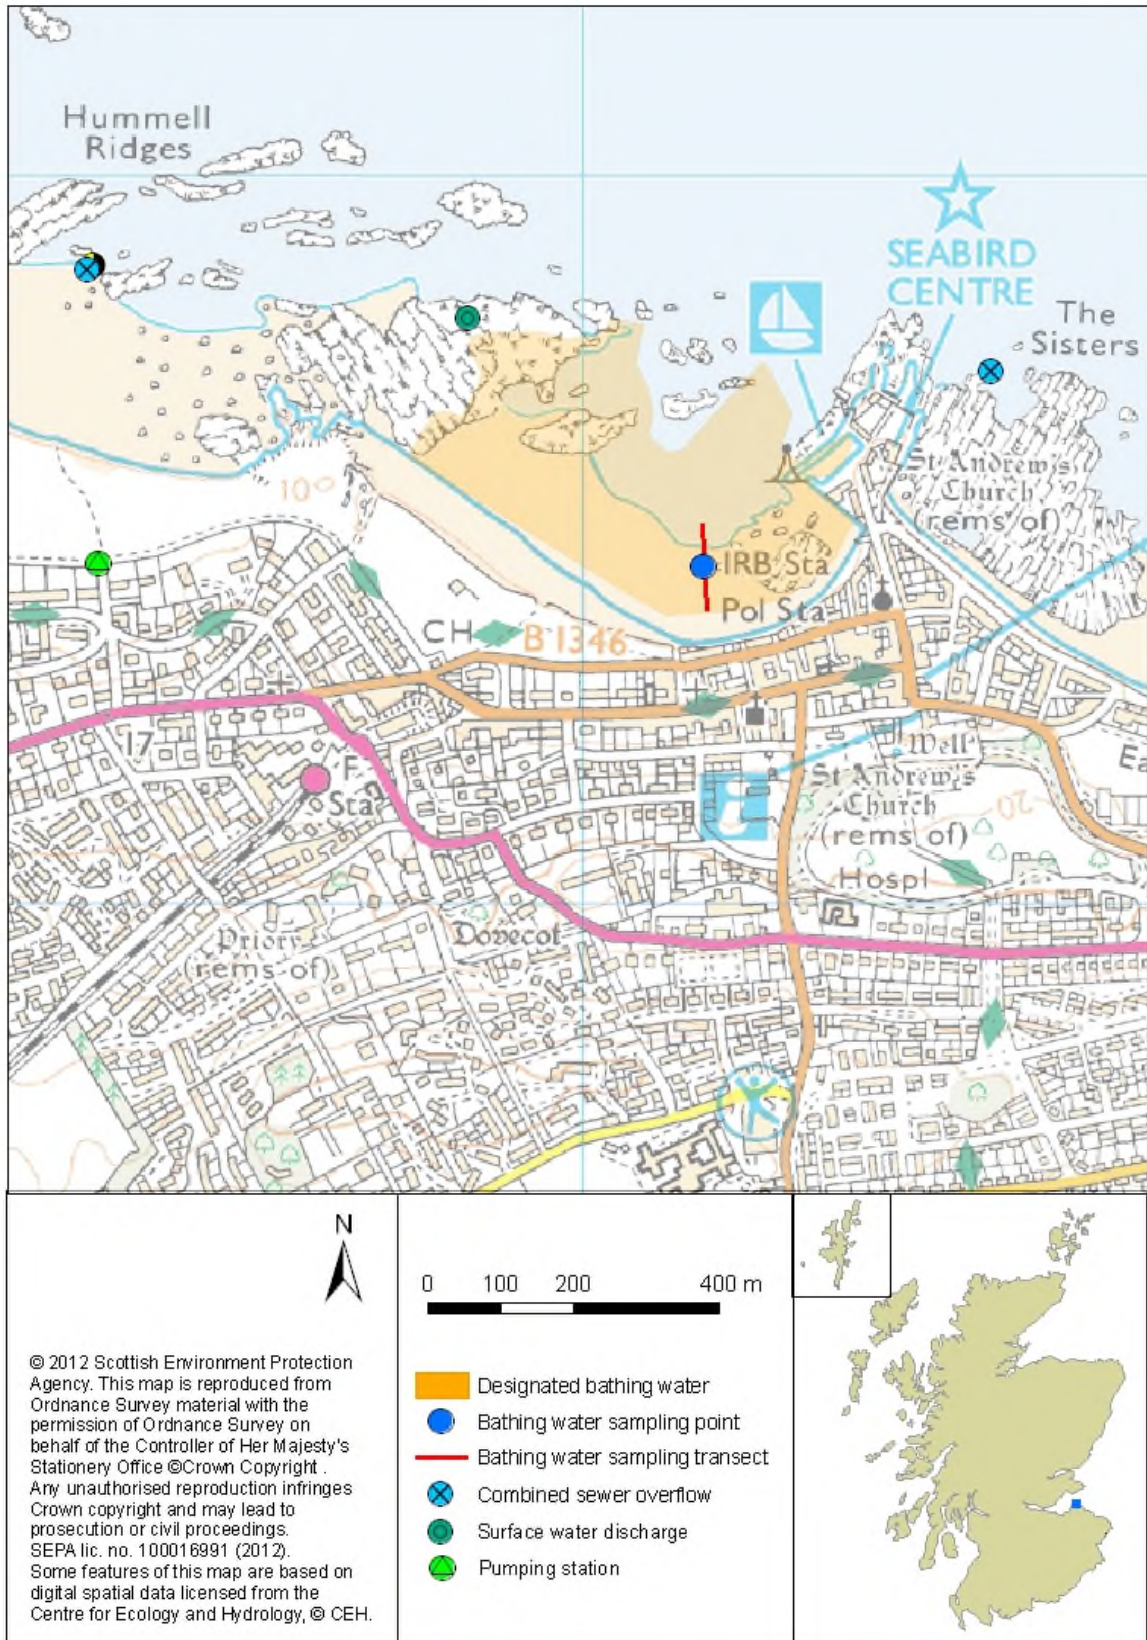 Hummell
Ridges
SEABIRD
CENTRE
The
Sisters
St Andrew's
Church
(rems of)
10
IRB Sta
Pol Sta
CH
B 1346
17
F
Sta
Well
St Andrew's
Church
(rems of)
20
Ea
Hospl
Priory
(rems of)
Dovecot
N
0 100 200 400 m
© 2012 Scottish Environment Protection
Agency. This map is reproduced from
Ordnance Survey material with the
permission of Ordnance Survey on
behalf of the Controller of Her Majesty's
Stationery Office ©Crown Copyright .
Any unauthorised reproduction infringes
Crown copyright and may lead to
prosecution or civil proceedings.
SEPA lic. no. 100016991 (2012).
Some features of this map are based on
digital spatial data licensed from the
Centre for Ecology and Hydrology, © CEH.
Designated bathing water
Bathing water sampling point
Bathing water sampling transect
Combined sewer overflow
Surface water discharge
Pumping station